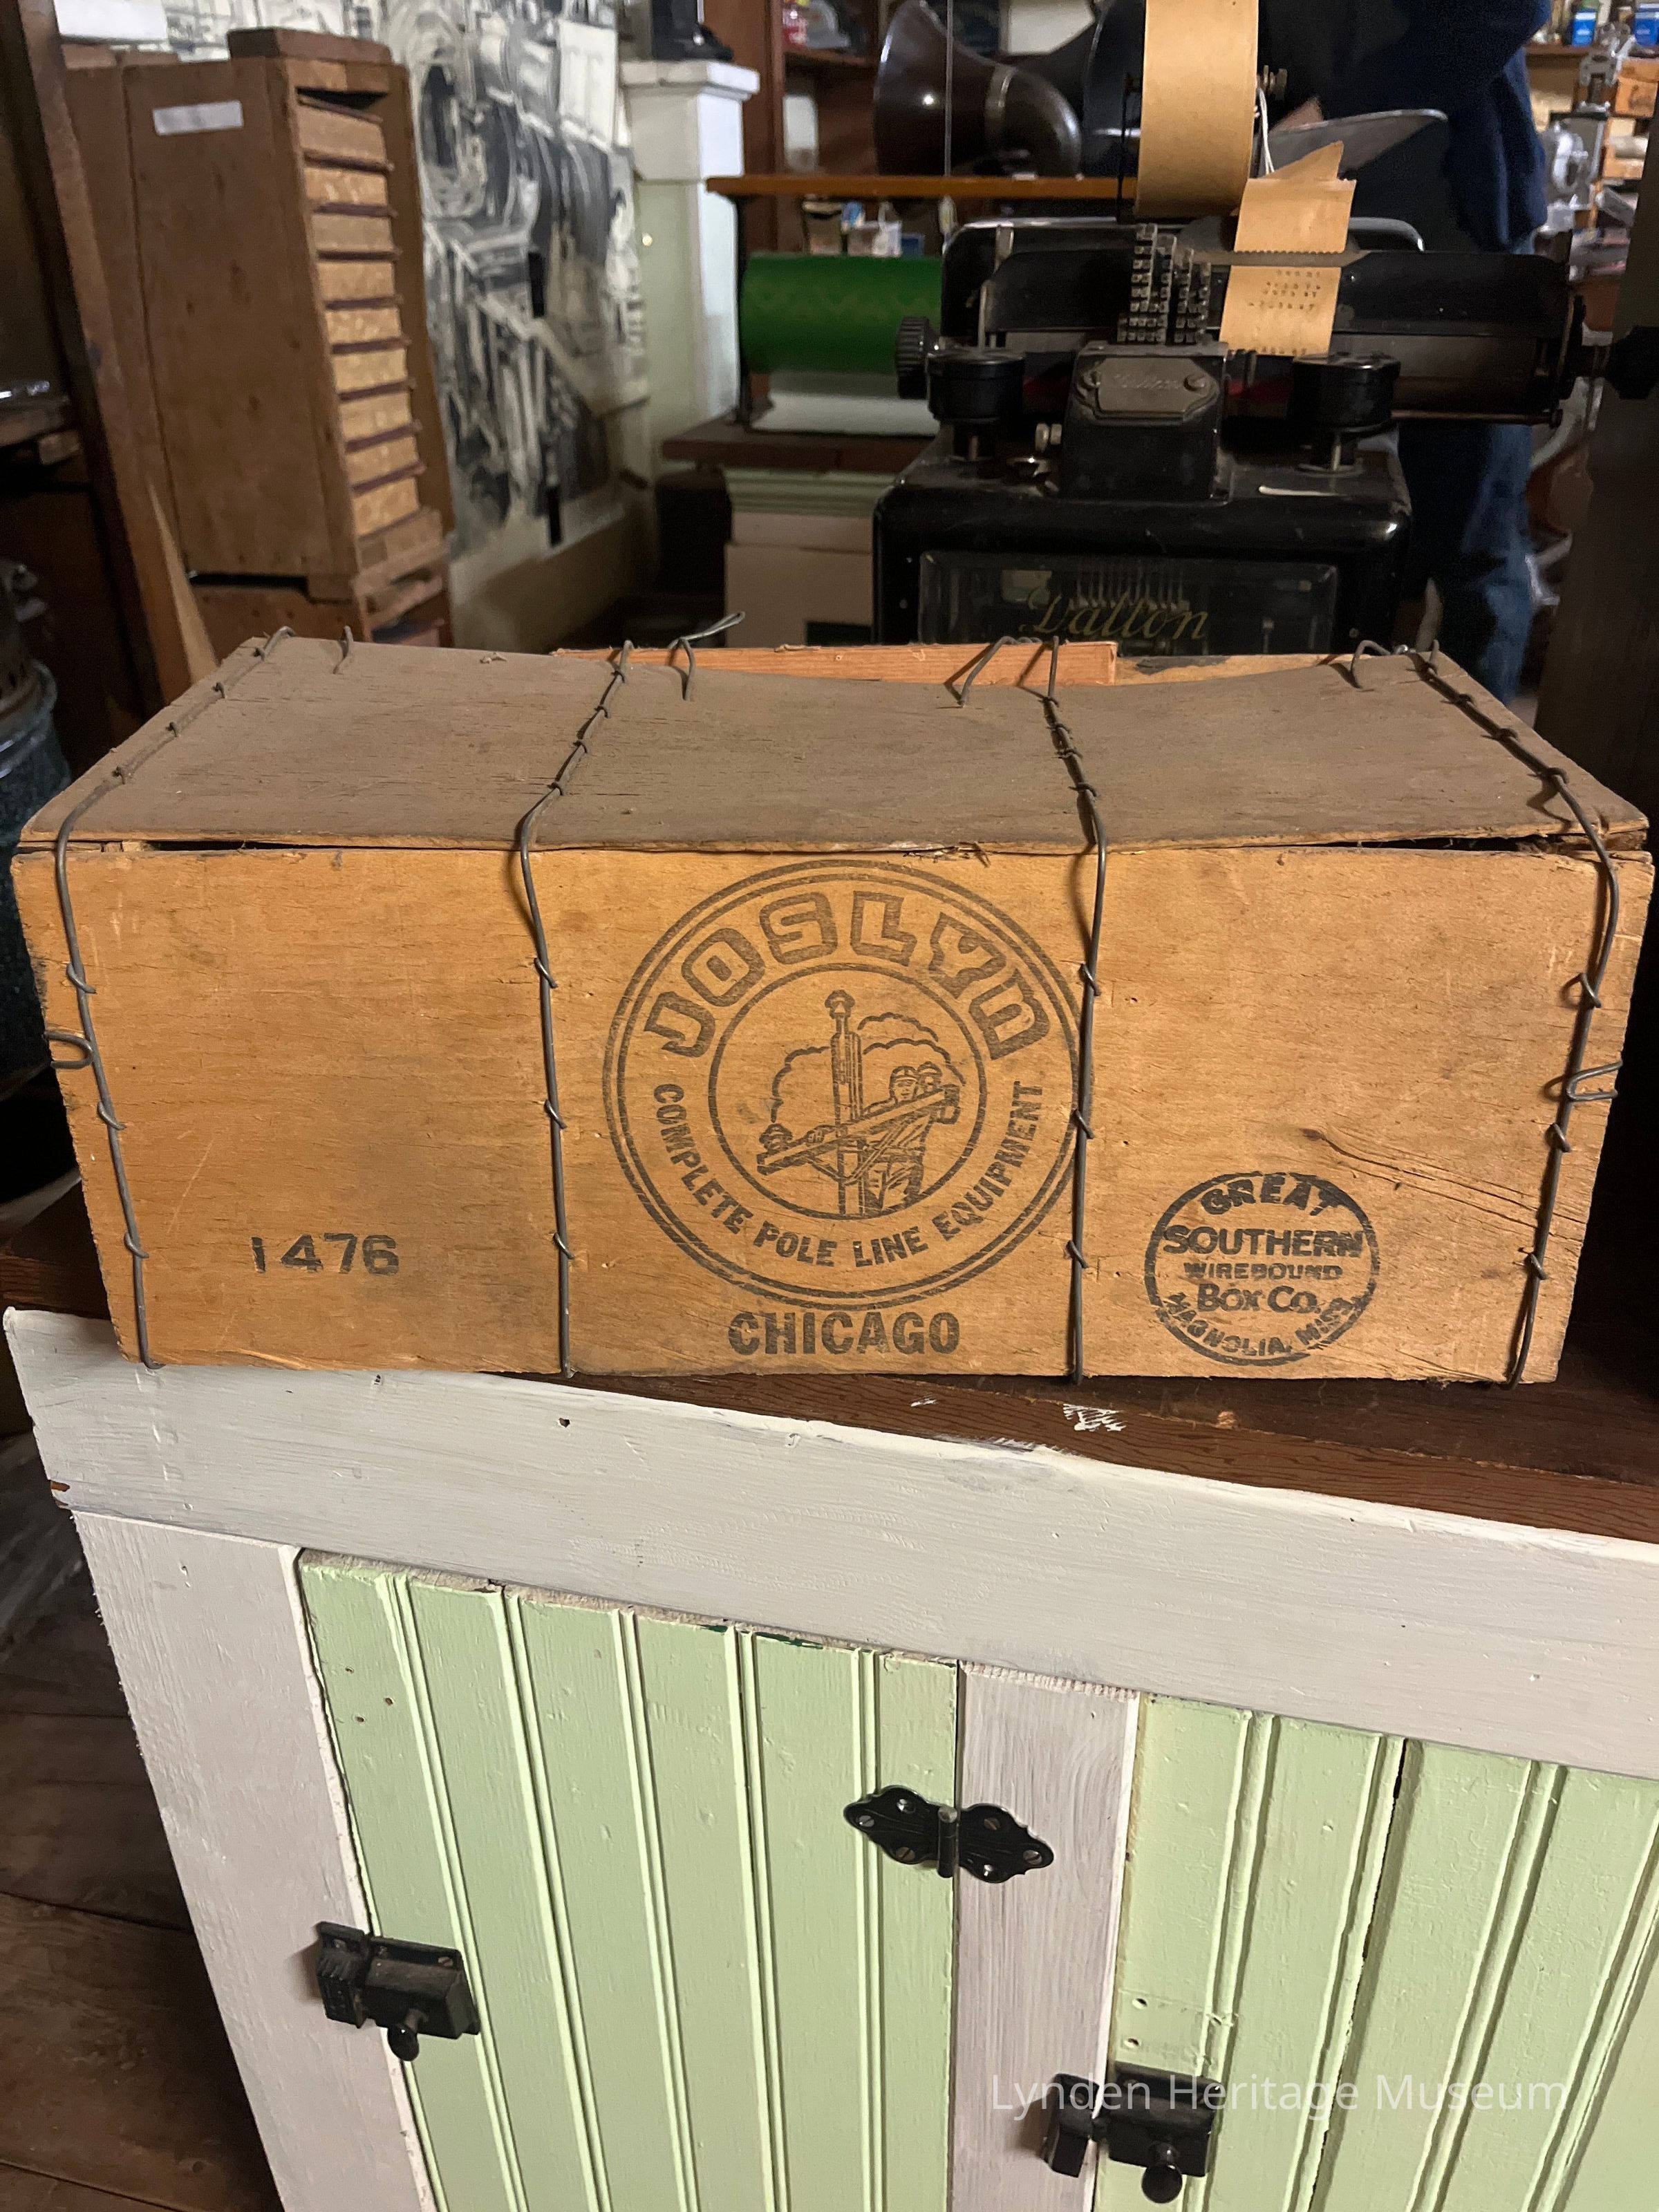 Dalton
JOSLYN
COMPLETE POLE LINE EQUIPMENT
CHICAGO
1476
GREAT
SOUTHERN
WIREBOUND
BOX CO.
MAGNOLIA, MISS.
Lynden Heritage Museum